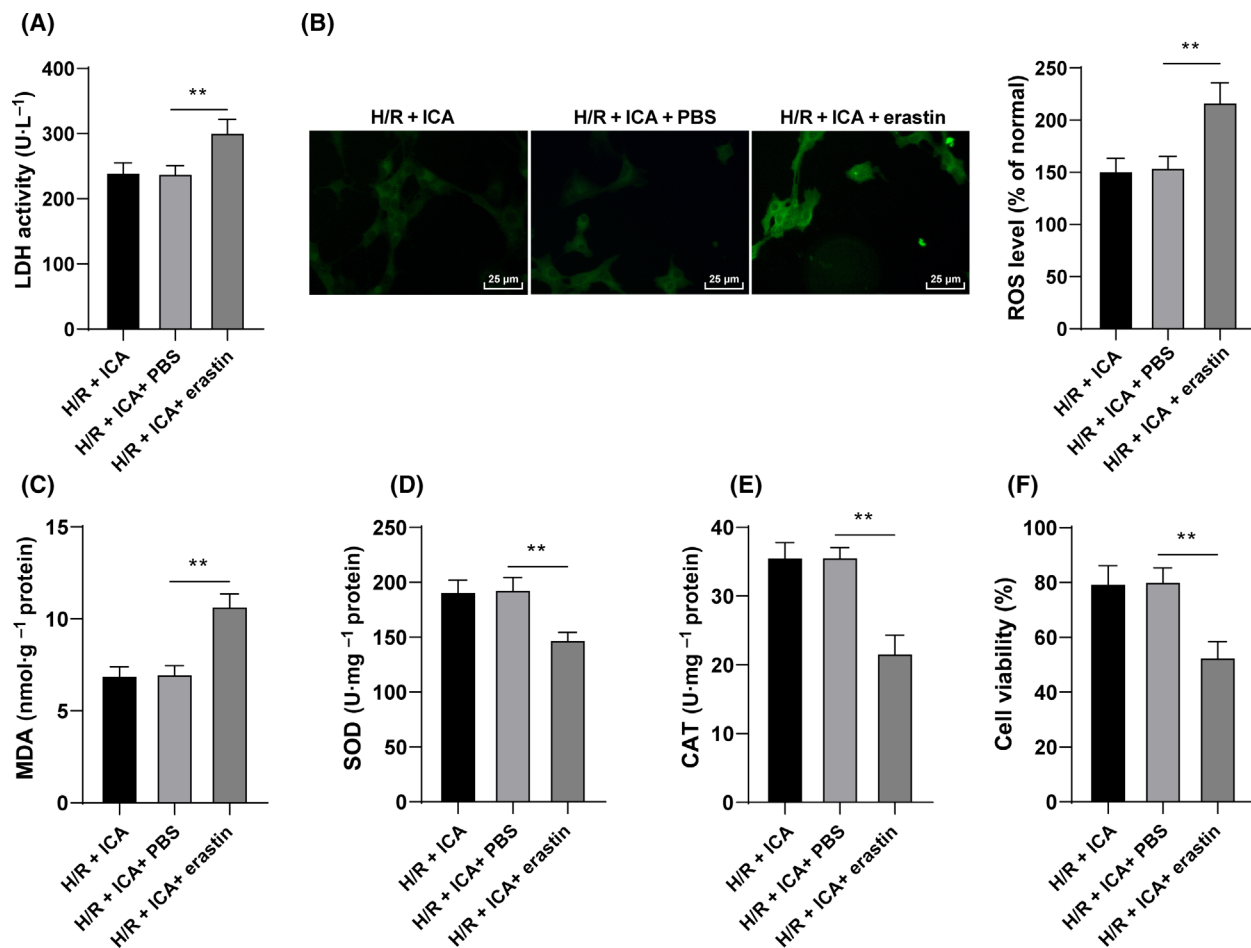 (A)
LDH activity (U·L⁻¹)
400
300
200
100
0
**
H/R + ICA
H/R + ICA+ PBS
H/R + ICA+ erastin
(B)
H/R + ICA
H/R + ICA + PBS
H/R + ICA + erastin
25 µm
25 µm
25 µm
ROS level (% of normal)
250
200
150
100
50
0
**
H/R + ICA
H/R + ICA + PBS
H/R + ICA + erastin
(C)
MDA (nmol·g ⁻¹ protein)
15
10
5
0
**
H/R + ICA
H/R + ICA+ PBS
H/R + ICA+ erastin
(D)
SOD (U·mg ⁻¹ protein)
250
200
150
100
50
0
**
H/R + ICA
H/R + ICA+ PBS
H/R + ICA+ erastin
(E)
CAT (U·mg ⁻¹ protein)
40
30
20
10
0
**
H/R + ICA
H/R + ICA+ PBS
H/R + ICA+ erastin
(F)
Cell viability (%)
100
80
60
40
20
0
**
H/R + ICA
H/R + ICA+ PBS
H/R + ICA+ erastin